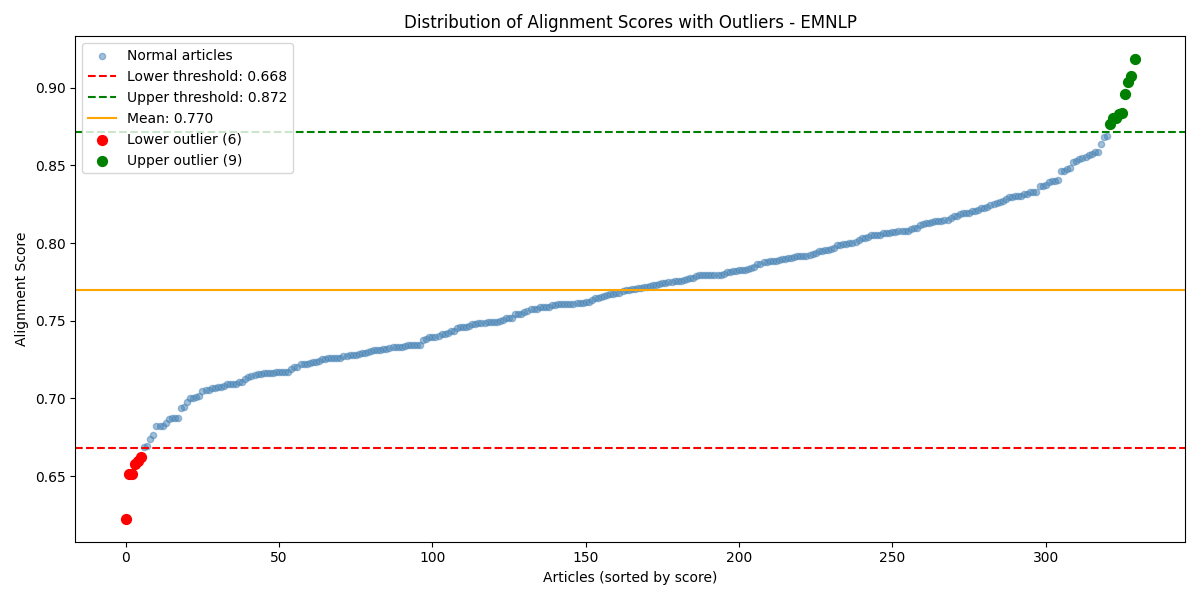 Distribution of Alignment Scores with Outliers - EMNLP
Normal articles
Lower threshold: 0.668
Upper threshold: 0.872
Mean: 0.770
Lower outlier (6)
Upper outlier (9)
Alignment Score
0.90
0.85
0.80
0.75
0.70
0.65
0
50
100
150
200
250
300
Articles (sorted by score)